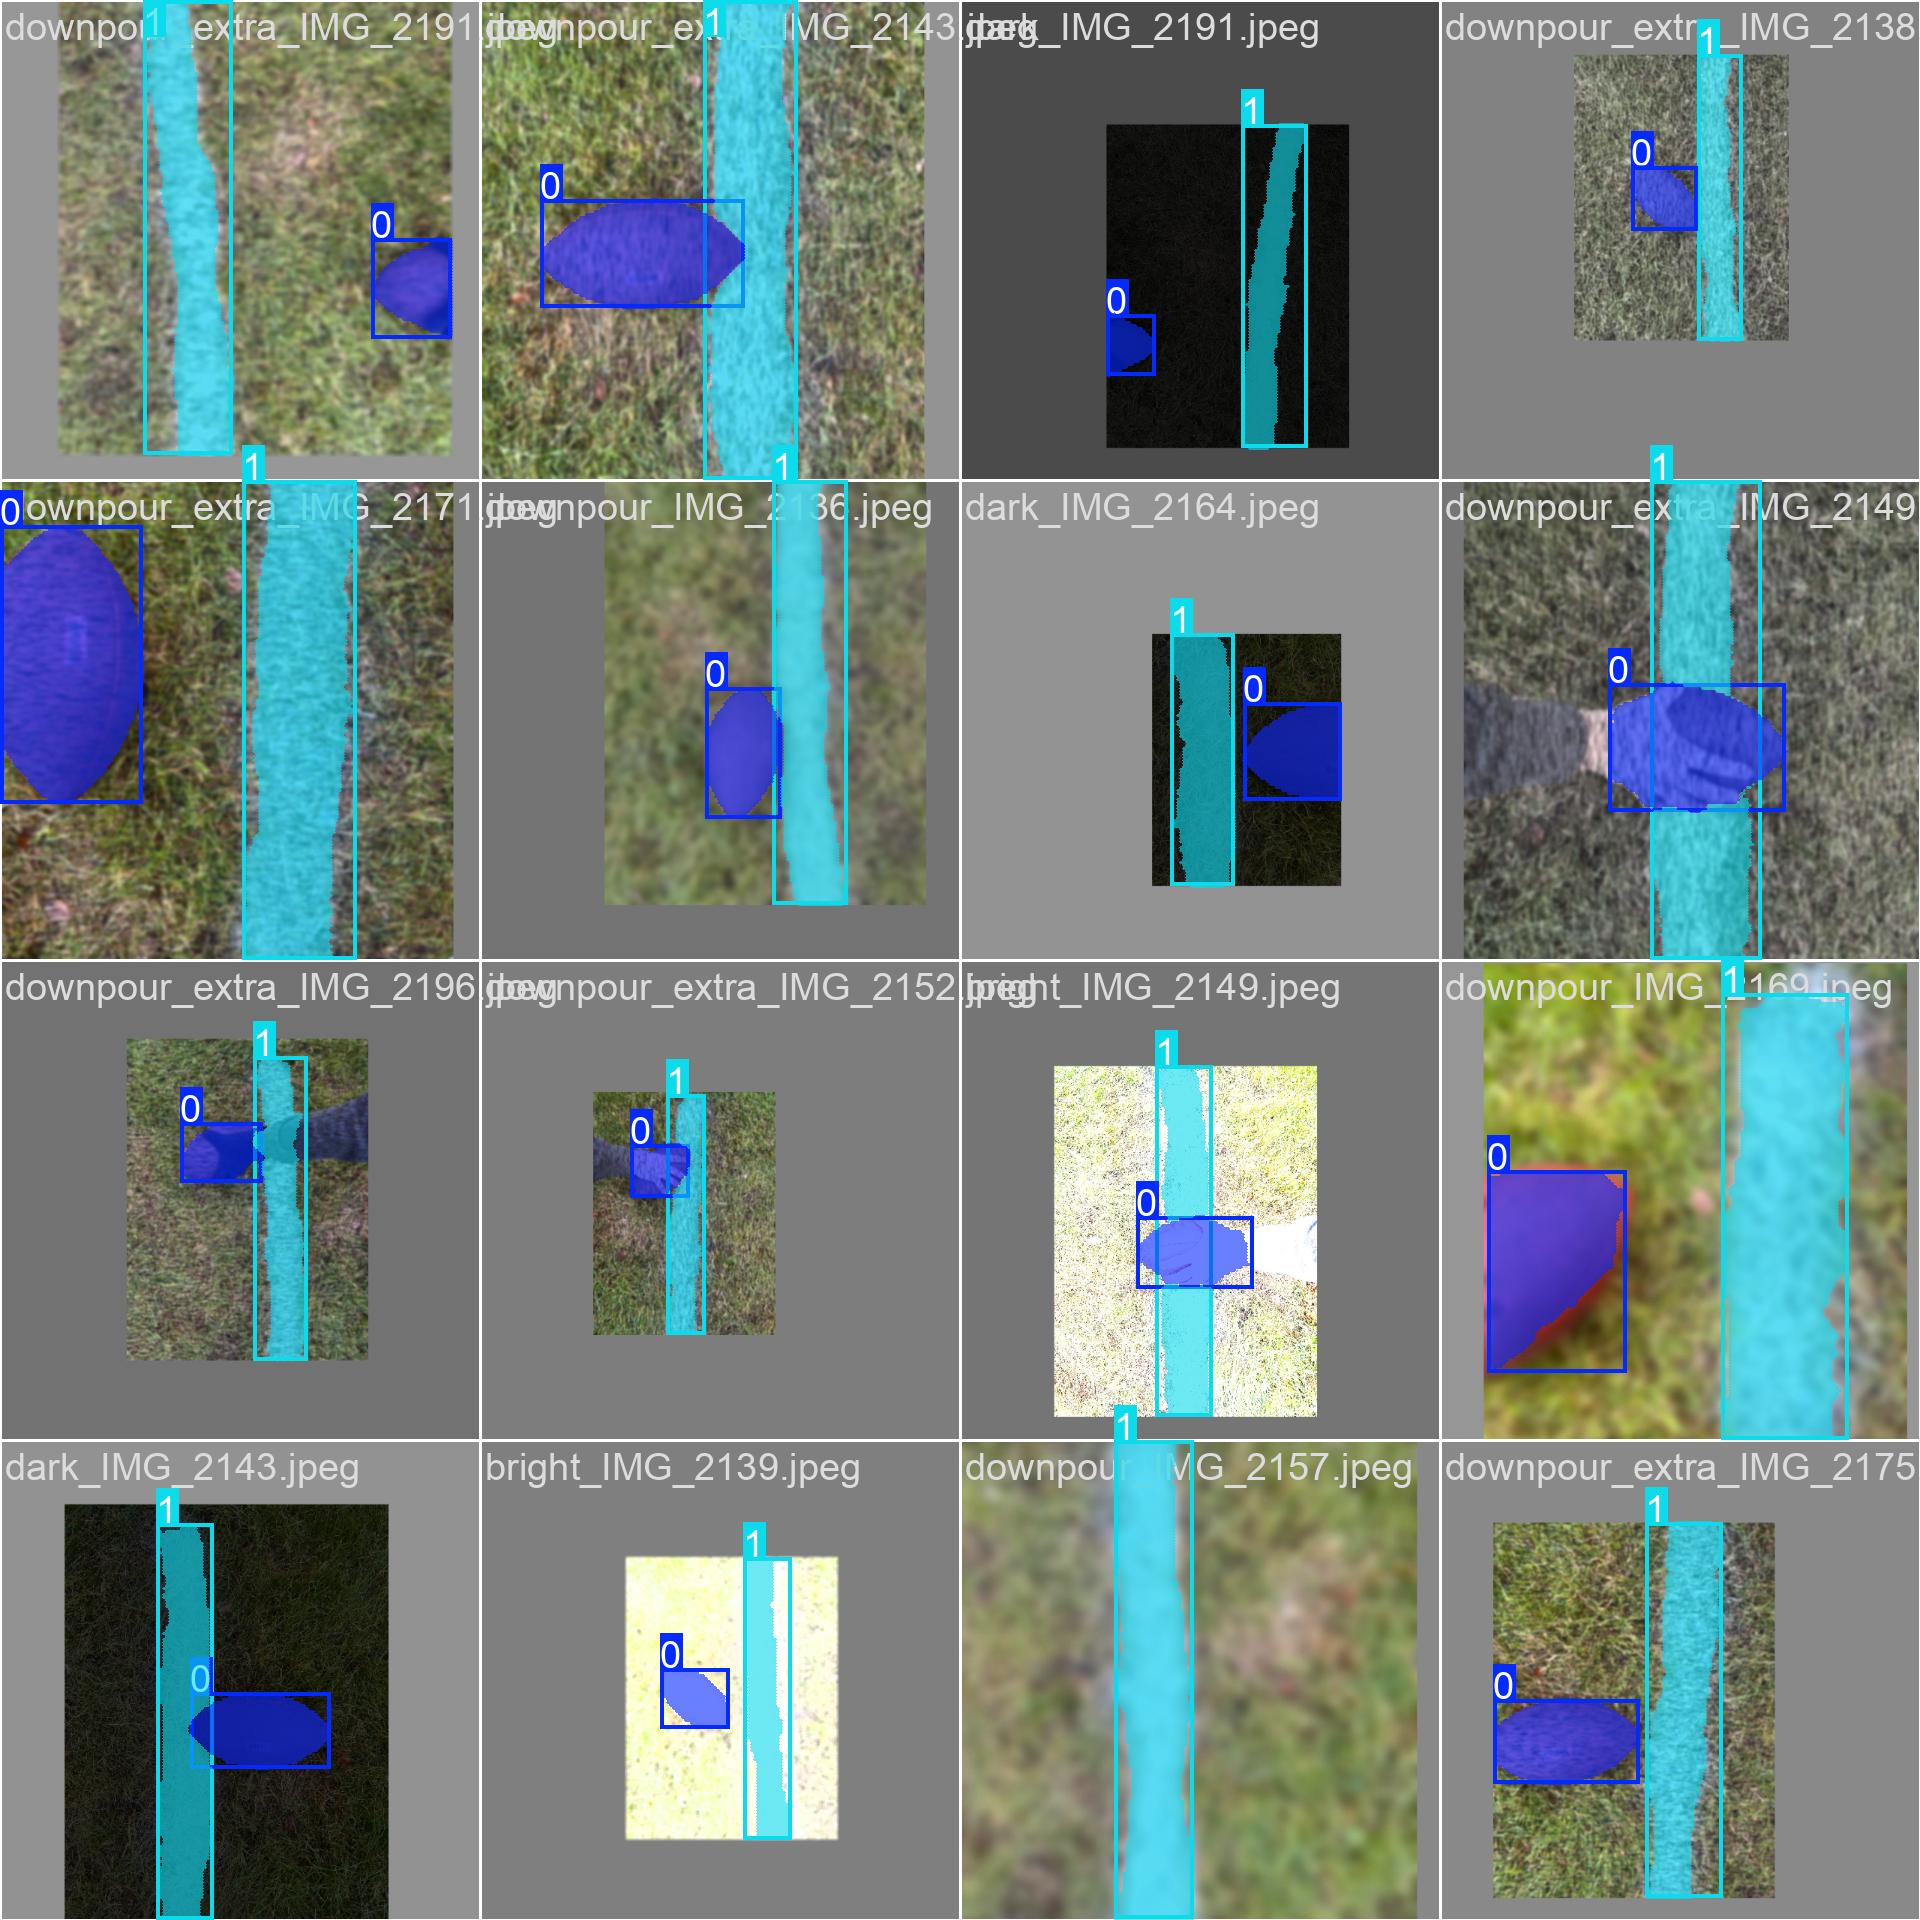 downpour_extra_IMG_2191.jpeg
downpour_extra_IMG_2143.jpeg
dark_IMG_2191.jpeg
downpour_extra_IMG_2138
1
1
1
1
0
0
0
0
downpour_extra_IMG_2171.jpeg
downpour_IMG_2136.jpeg
dark_IMG_2164.jpeg
downpour_extra_IMG_2149
1
1
1
1
0
0
0
0
downpour_extra_IMG_2196.jpeg
downpour_extra_IMG_2152.jpeg
bright_IMG_2149.jpeg
downpour_IMG_2169.jpeg
1
1
1
1
0
0
0
0
dark_IMG_2143.jpeg
bright_IMG_2139.jpeg
downpour_IMG_2157.jpeg
downpour_extra_IMG_2175
1
1
1
1
0
0
0